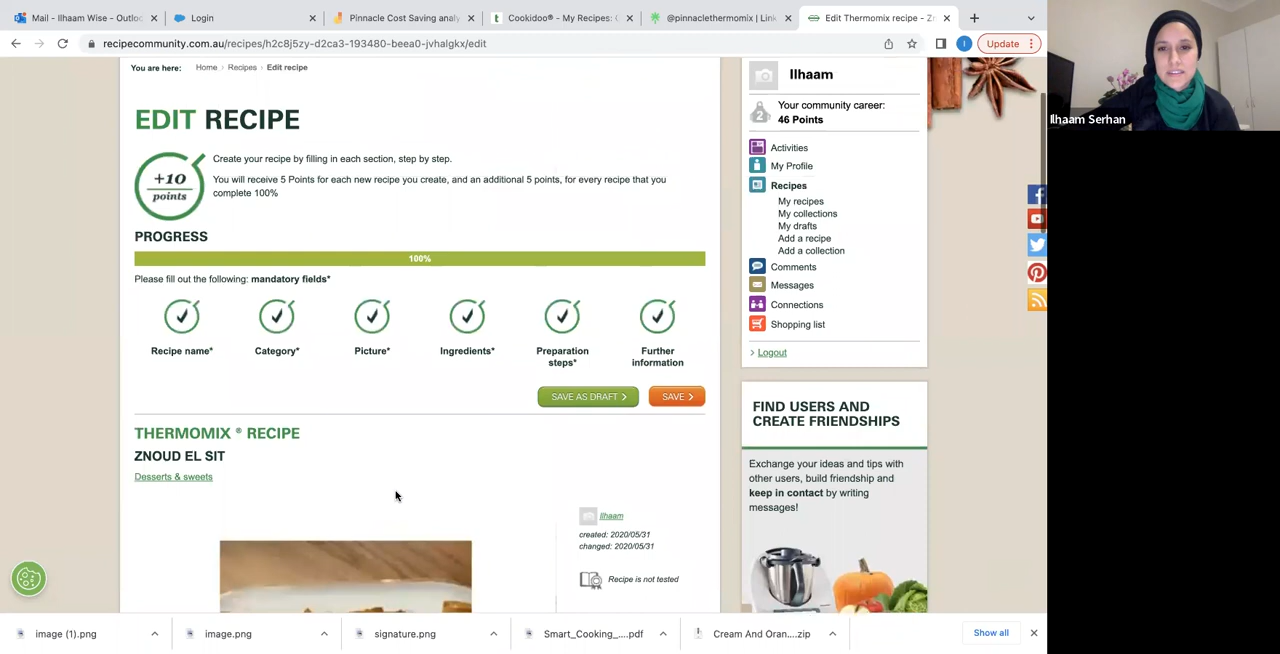 Mail - Ilhaam Wise - Outloo
Login
Pinnacle Cost Saving analy
Cookidoo® - My Recipes: C
@pinnaclethermomix | Link
Edit Thermomix recipe - Zn
recipecommunity.com.au/recipes/h2c8j5zy-d2ca3-193480-beea0-jvhalgkx/edit
I
Update
You are here: Home Recipes Edit recipe
EDIT RECIPE
+10
points
Create your recipe by filling in each section, step by step.
You will receive 5 Points for each new recipe you create, and an additional 5 points, for every recipe that you
complete 100%
PROGRESS
100%
Please fill out the following: mandatory fields*
Recipe name*
Category*
Picture*
Ingredients*
Preparation
steps*
Further
information
SAVE AS DRAFT
SAVE
THERMOMIX ® RECIPE
ZNOUD EL SIT
Desserts & sweets
Ilhaam
created: 2020/05/31
changed: 2020/05/31
Recipe is not tested
Ilhaam
2
Your community career:
46 Points
Activities
My Profile
Recipes
My recipes
My collections
My drafts
Add a recipe
Add a collection
Comments
Messages
Connections
Shopping list
Logout
FIND USERS AND
CREATE FRIENDSHIPS
Exchange your ideas and tips with
other users, build friendship and
keep in contact by writing
messages!
Ilhaam Serhan
image (1).png
image.png
signature.png
Smart_Cooking_....pdf
Cream And Oran....zip
Show all